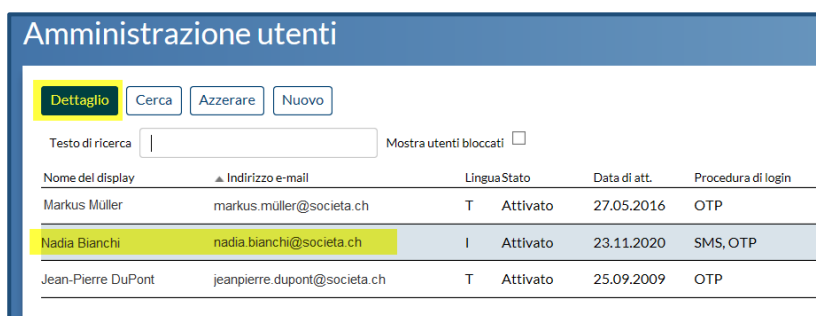 Amministrazione utenti
Dettaglio Cerca Azzerare Nuovo
Testo di ricerca Mostra utenti bloccati
Nome del display Indirizzo e-mail Lingua Stato Data di att. Procedura di login
Markus Müller markus.müller@societa.ch T Attivato 27.05.2016 OTP
Nadia Bianchi nadia.bianchi@societa.ch I Attivato 23.11.2020 SMS, OTP
Jean-Pierre DuPont jeanpierre.dupont@societa.ch T Attivato 25.09.2009 OTP